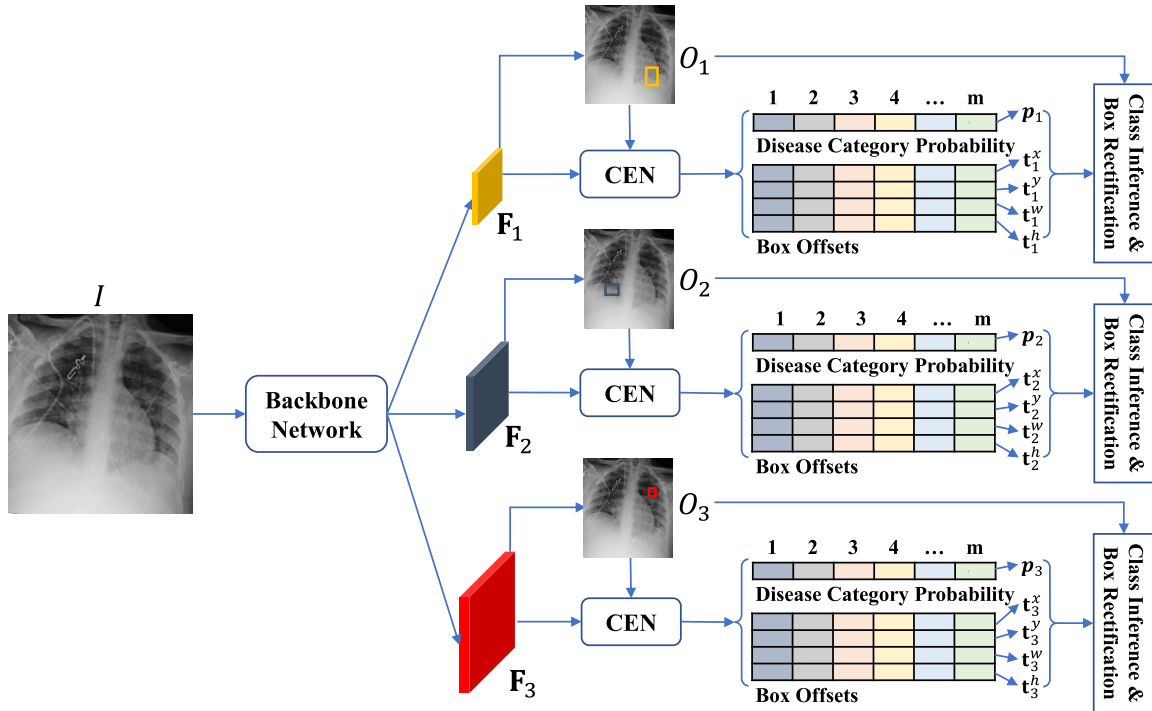 I
Backbone
Network
F₁
O₁
CEN
1 2 3 4 … m
p₁
Disease Category Probability
t₁ˣ
t₁ʸ
t₁ʷ
t₁ʰ
Box Offsets
Class Inference &
Box Rectification
F₂
O₂
CEN
1 2 3 4 … m
p₂
Disease Category Probability
t₂ˣ
t₂ʸ
t₂ʷ
t₂ʰ
Box Offsets
Class Inference &
Box Rectification
F₃
O₃
CEN
1 2 3 4 … m
p₃
Disease Category Probability
t₃ˣ
t₃ʸ
t₃ʷ
t₃ʰ
Box Offsets
Class Inference &
Box Rectification